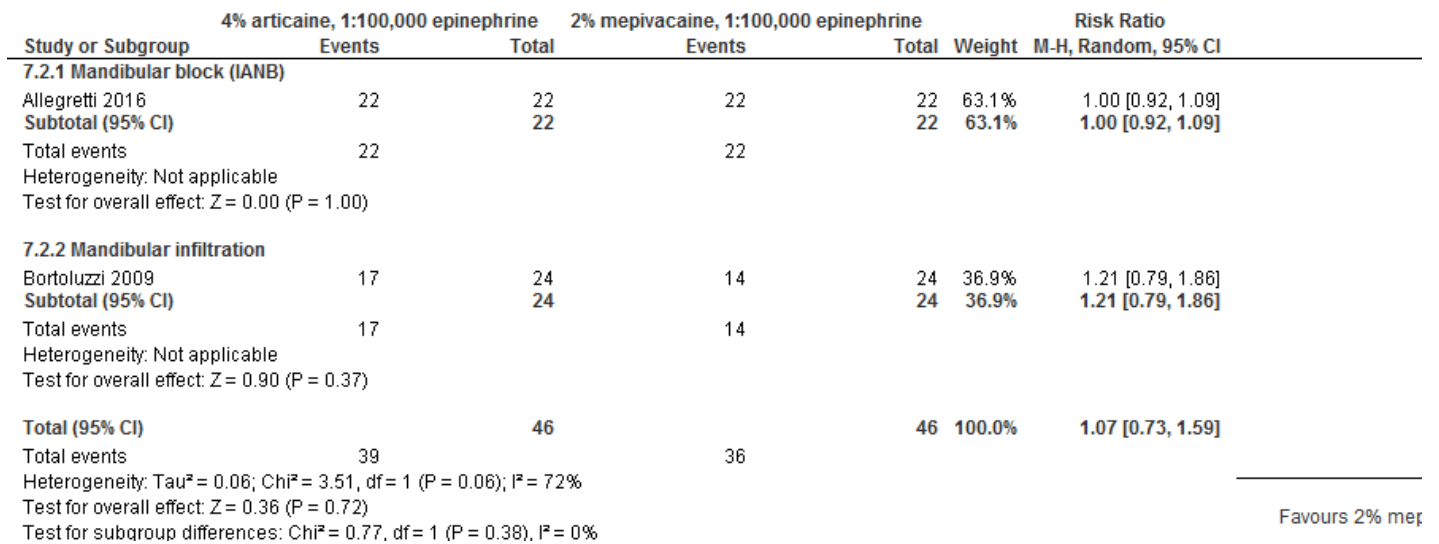 4% articaine, 1:100,000 epinephrine 2% mepivacaine, 1:100,000 epinephrine Risk Ratio
Study or Subgroup Events Total Events Total Weight M-H, Random, 95% CI
7.2.1 Mandibular block (IANB)
Allegretti 2016 22 22 22 22 63.1% 1.00 [0.92, 1.09]
Subtotal (95% CI) 22 22 63.1% 1.00 [0.92, 1.09]
Total events 22 22
Heterogeneity: Not applicable
Test for overall effect: Z = 0.00 (P = 1.00)
7.2.2 Mandibular infiltration
Bortoluzzi 2009 17 24 14 24 36.9% 1.21 [0.79, 1.86]
Subtotal (95% CI) 24 24 36.9% 1.21 [0.79, 1.86]
Total events 17 14
Heterogeneity: Not applicable
Test for overall effect: Z = 0.90 (P = 0.37)
Total (95% CI) 46 46 100.0% 1.07 [0.73, 1.59]
Total events 39 36
Heterogeneity: Tau² = 0.06; Chi² = 3.51, df = 1 (P = 0.06); I² = 72%
Test for overall effect: Z = 0.36 (P = 0.72)
Favours 2% mep
Test for subgroup differences: Chi² = 0.77, df = 1 (P = 0.38), I² = 0%